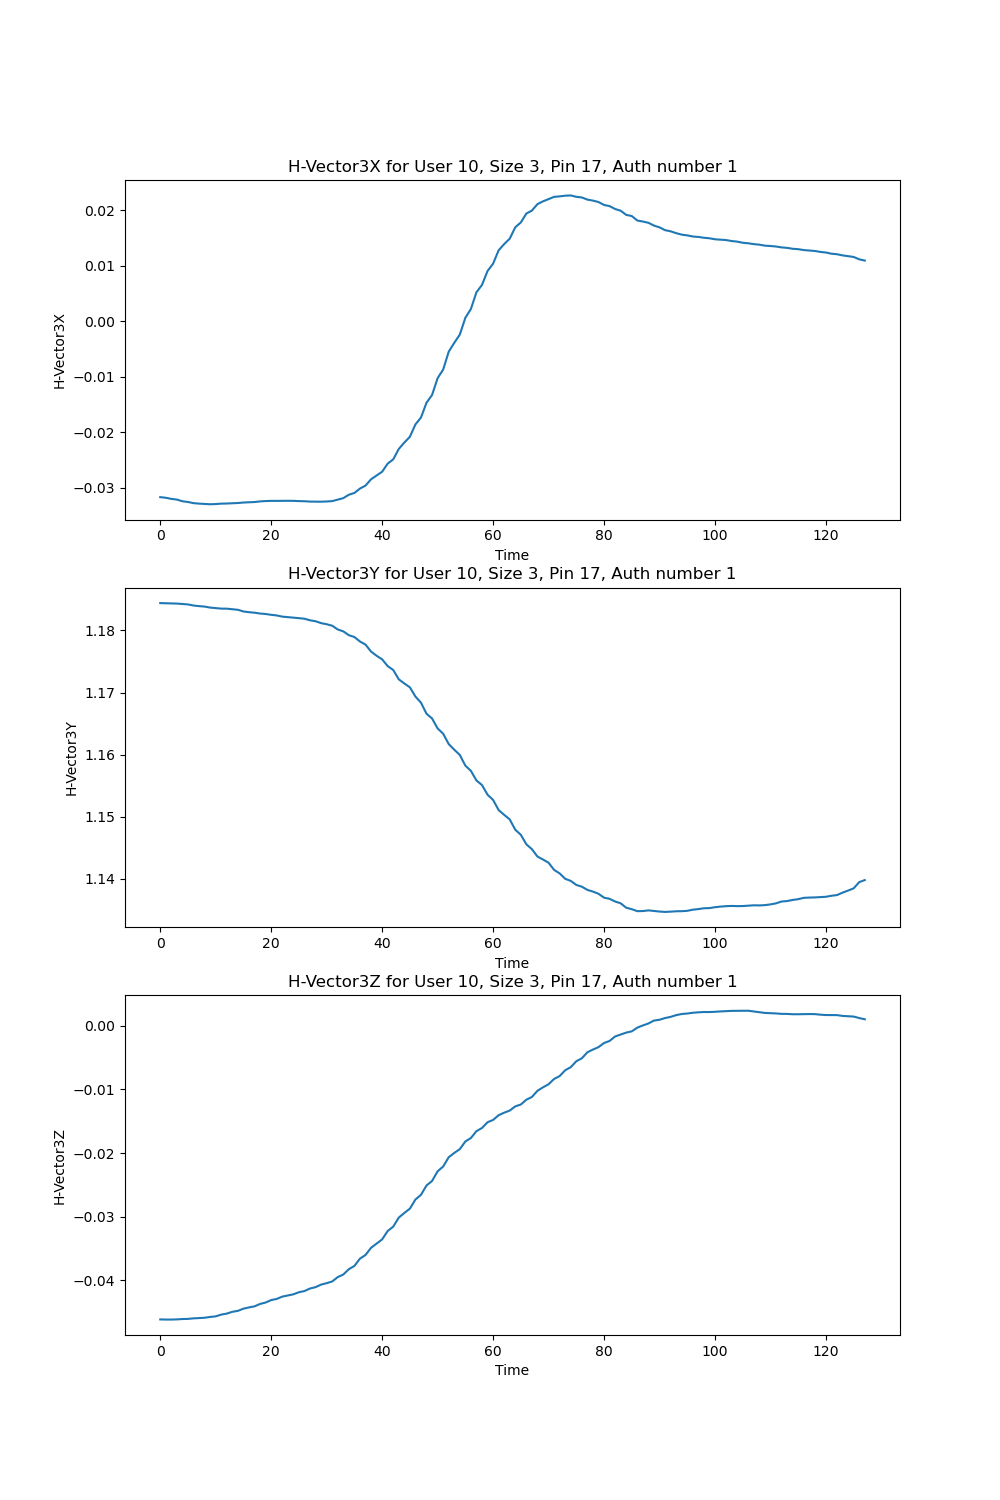 H-Vector3X for User 10, Size 3, Pin 17, Auth number 1
H-Vector3X
0.02
0.01
0.00
−0.01
−0.02
−0.03
0 20 40 60 80 100 120
Time
H-Vector3Y for User 10, Size 3, Pin 17, Auth number 1
H-Vector3Y
1.18
1.17
1.16
1.15
1.14
0 20 40 60 80 100 120
Time
H-Vector3Z for User 10, Size 3, Pin 17, Auth number 1
H-Vector3Z
0.00
−0.01
−0.02
−0.03
−0.04
0 20 40 60 80 100 120
Time